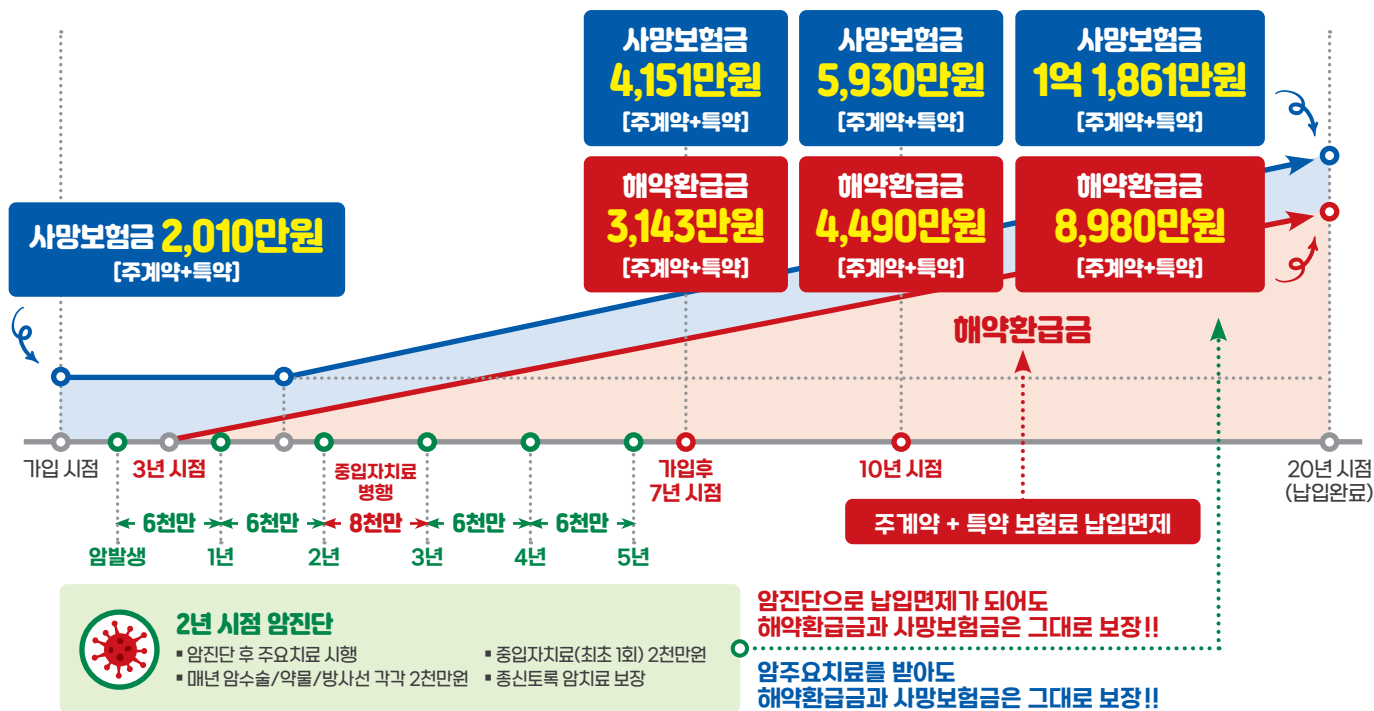 사망보험금
4,151만원
[주계약+특약]
사망보험금
5,930만원
[주계약+특약]
사망보험금
1억 1,861만원
[주계약+특약]
해약환급금
3,143만원
[주계약+특약]
해약환급금
4,490만원
[주계약+특약]
해약환급금
8,980만원
[주계약+특약]
사망보험금 2,010만원
[주계약+특약]
해약환급금
가입 시점
3년 시점
중입자치료
병행
가입후
7년 시점
10년 시점
20년 시점
(납입완료)
6천만
6천만
8천만
6천만
6천만
암발생
1년
2년
3년
4년
5년
주계약 + 특약 보험료 납입면제
2년 시점 암진단
▪ 암진단 후 주요치료 시행
▪ 매년 암수술/약물/방사선 각각 2천만원
▪ 중입자치료(최초 1회) 2천만원
▪ 종신토록 암치료 보장
암진단으로 납입면제가 되어도
해약환급금과 사망보험금은 그대로 보장!!
암주요치료를 받아도
해약환급금과 사망보험금은 그대로 보장!!